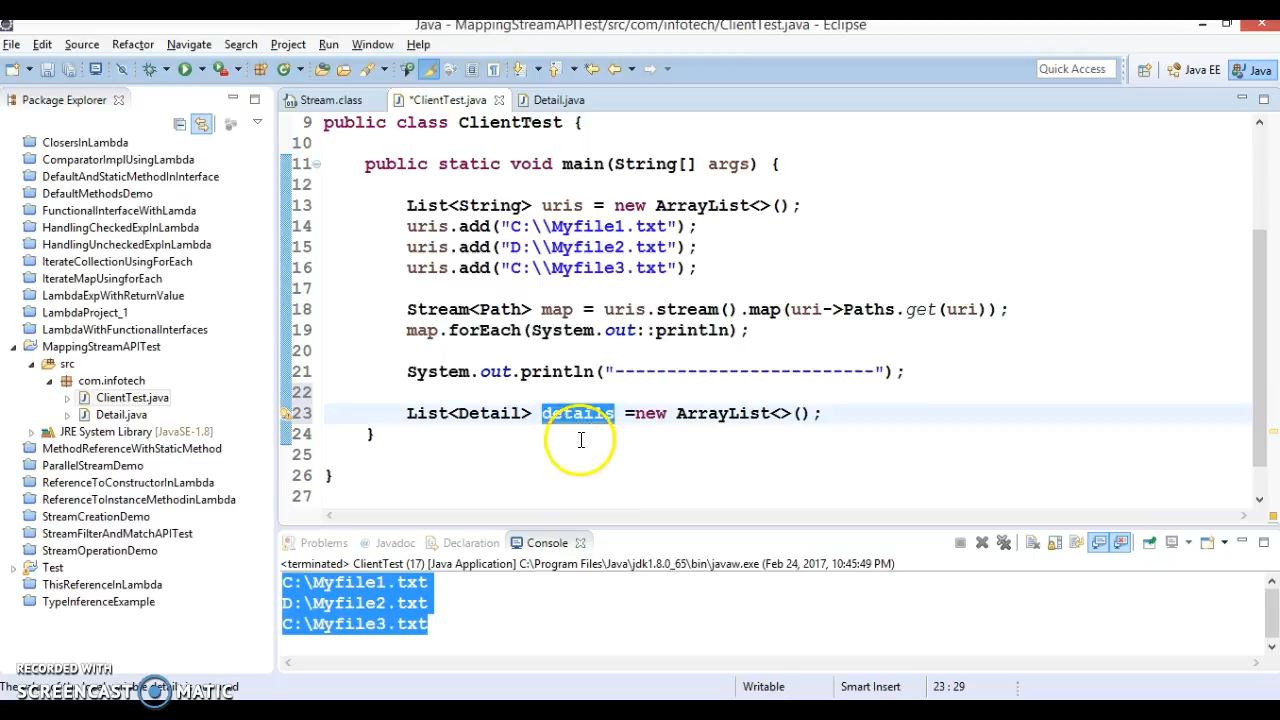 Java - MappingStreamAPITest/src/com/infotech/ClientTest.java - Eclipse
File Edit Source Refactor Navigate Search Project Run Window Help
Quick Access Java EE Java
Package Explorer
ClosersInLambda
ComparatorImplUsingLambda
DefaultAndStaticMethodInInterface
DefaultMethodsDemo
FunctionalInterfaceWithLamda
HandlingCheckedExpInLambda
HandlingUncheckedExpInLambda
IterateCollectionUsingForEach
IterateMapUsingforEach
LambdaExpWithReturnValue
LambdaProject_1
LambdaWithFunctionalInterfaces
MappingStreamAPITest
src
com.infotech
ClientTest.java
Detail.java
JRE System Library [JavaSE-1.8]
MethodReferenceWithStaticMethod
ParallelStreamDemo
ReferenceToConstructorInLambda
ReferenceToInstanceMethodinLambda
StreamCreationDemo
StreamFilterAndMatchAPITest
StreamOperationDemo
Test
ThisReferenceInLambda
TypeInferenceExample
Stream.class *ClientTest.java Detail.java
9 public class ClientTest {
10
11 public static void main(String[] args) {
12
13 List<String> uris = new ArrayList<>();
14 uris.add("C:\\Myfile1.txt");
15 uris.add("D:\\Myfile2.txt");
16 uris.add("C:\\Myfile3.txt");
17
18 Stream<Path> map = uris.stream().map(uri->Paths.get(uri));
19 map.forEach(System.out::println);
20
21 System.out.println("-------------------------");
22
23 List<Detail> details =new ArrayList<>();
24 }
25
26 }
27
Problems Javadoc Declaration Console
<terminated> ClientTest (17) [Java Application] C:\Program Files\Java\jdk1.8.0_65\bin\javaw.exe (Feb 24, 2017, 10:45:49 PM)
C:\Myfile1.txt
D:\Myfile2.txt
C:\Myfile3.txt
Writable Smart Insert 23 : 29
RECORDED WITH
SCREENCAST MATIC